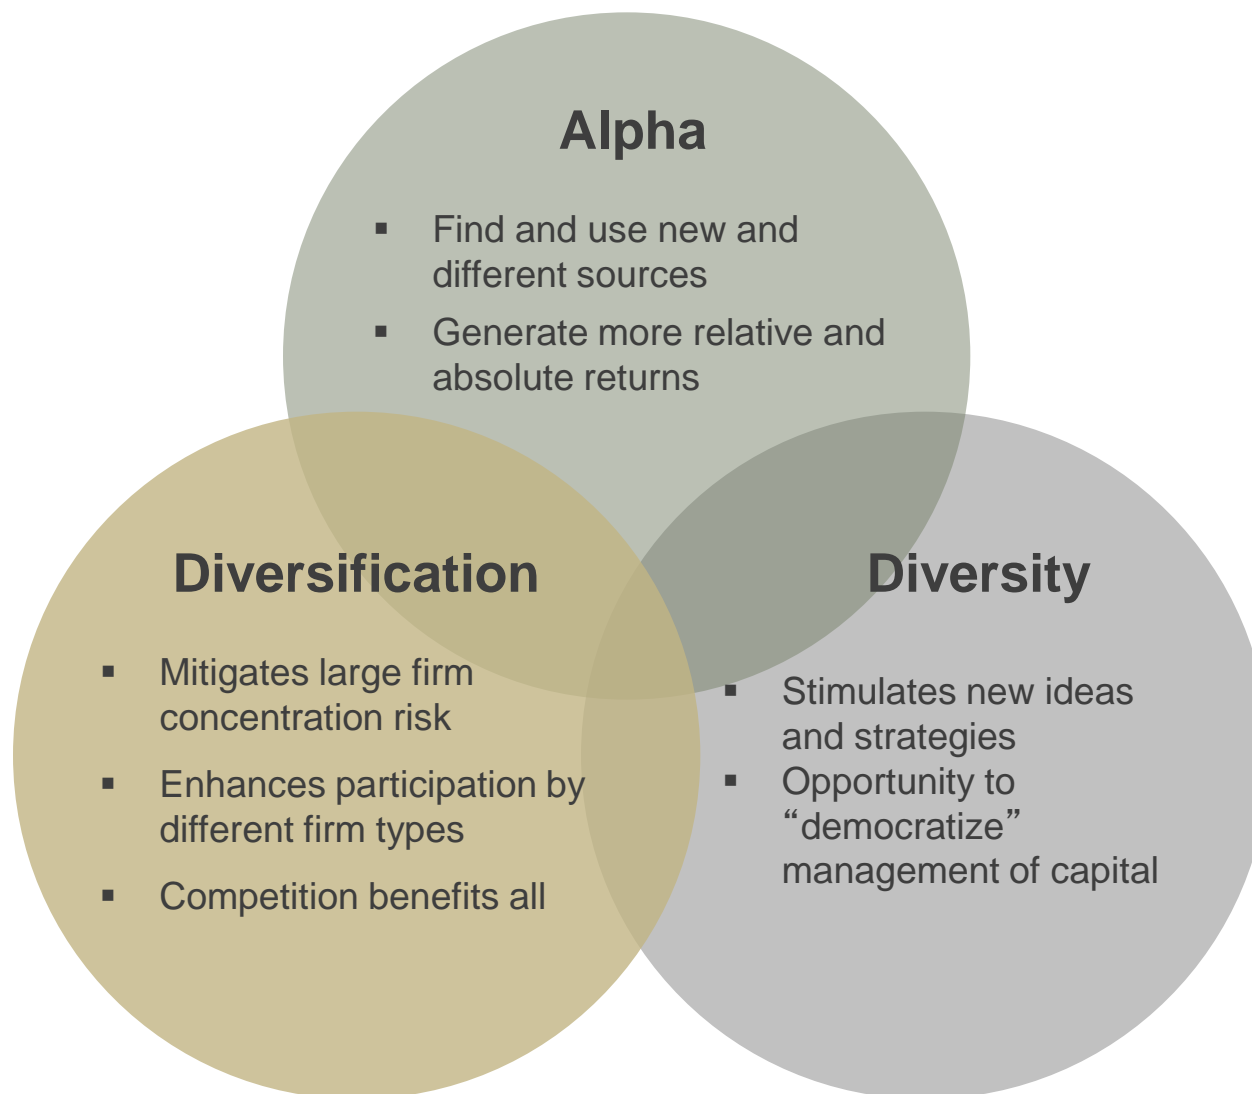 Alpha
▪ Find and use new and
different sources
▪ Generate more relative and
absolute returns
Diversification
▪ Mitigates large firm
concentration risk
▪ Enhances participation by
different firm types
▪ Competition benefits all
Diversity
▪ Stimulates new ideas
and strategies
▪ Opportunity to
“democratize”
management of capital